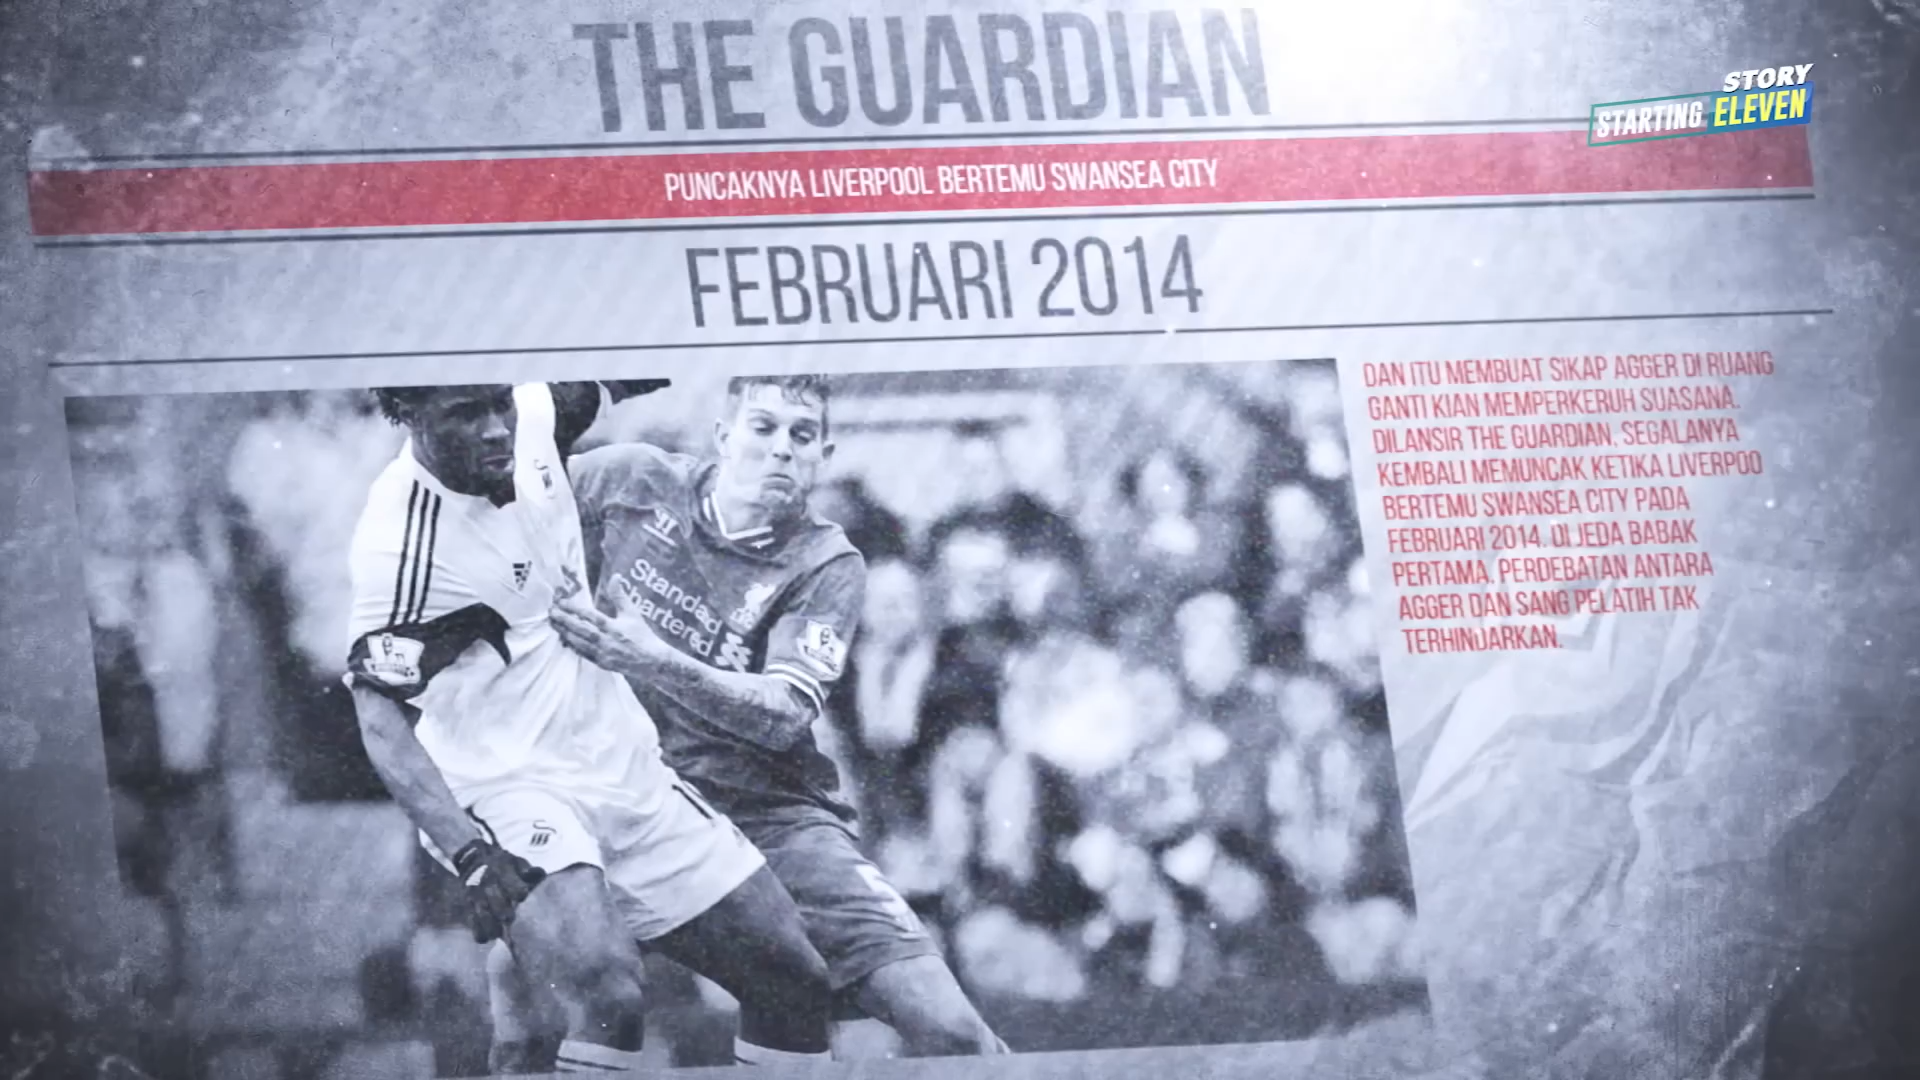 THE GUARDIAN
STORY
STARTING ELEVEN
PUNCAKNYA LIVERPOOL BERTEMU SWANSEA CITY
FEBRUARI 2014
DAN ITU MEMBUAT SIKAP AGGER DI RUANG
GANTI KIAN MEMPERKERUH SUASANA.
DILANSIR THE GUARDIAN, SEGALANYA
KEMBALI MEMUNCAK KETIKA LIVERPOO
BERTEMU SWANSEA CITY PADA
FEBRUARI 2014. DI JEDA BABAK
PERTAMA, PERDEBATAN ANTARA
AGGER DAN SANG PELATIH TAK
TERHINDARKAN.
Standard
Chartered
5